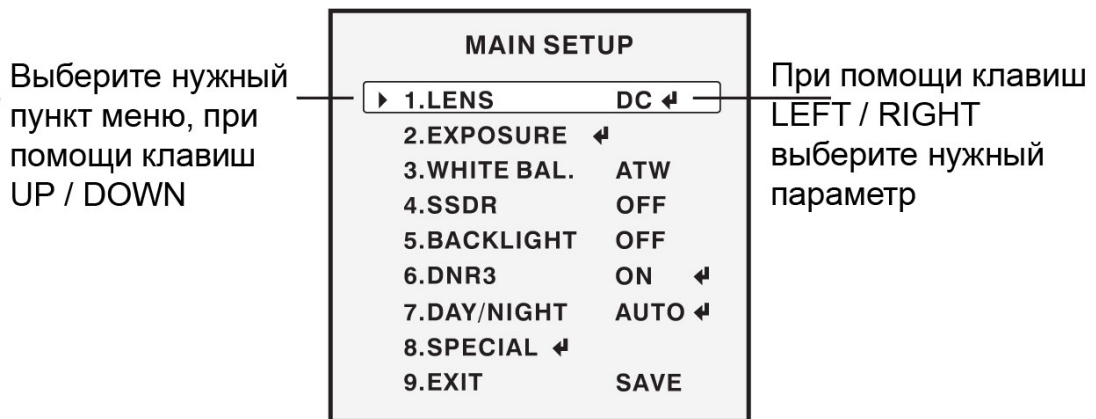 Выберите нужный
пункт меню, при
помощи клавиш
UP / DOWN
MAIN SETUP
1.LENS DC ↲
2.EXPOSURE ↲
3.WHITE BAL. ATW
4.SSDR OFF
5.BACKLIGHT OFF
6.DNR3 ON ↲
7.DAY/NIGHT AUTO ↲
8.SPECIAL ↲
9.EXIT SAVE
При помощи клавиш
LEFT / RIGHT
выберите нужный
параметр